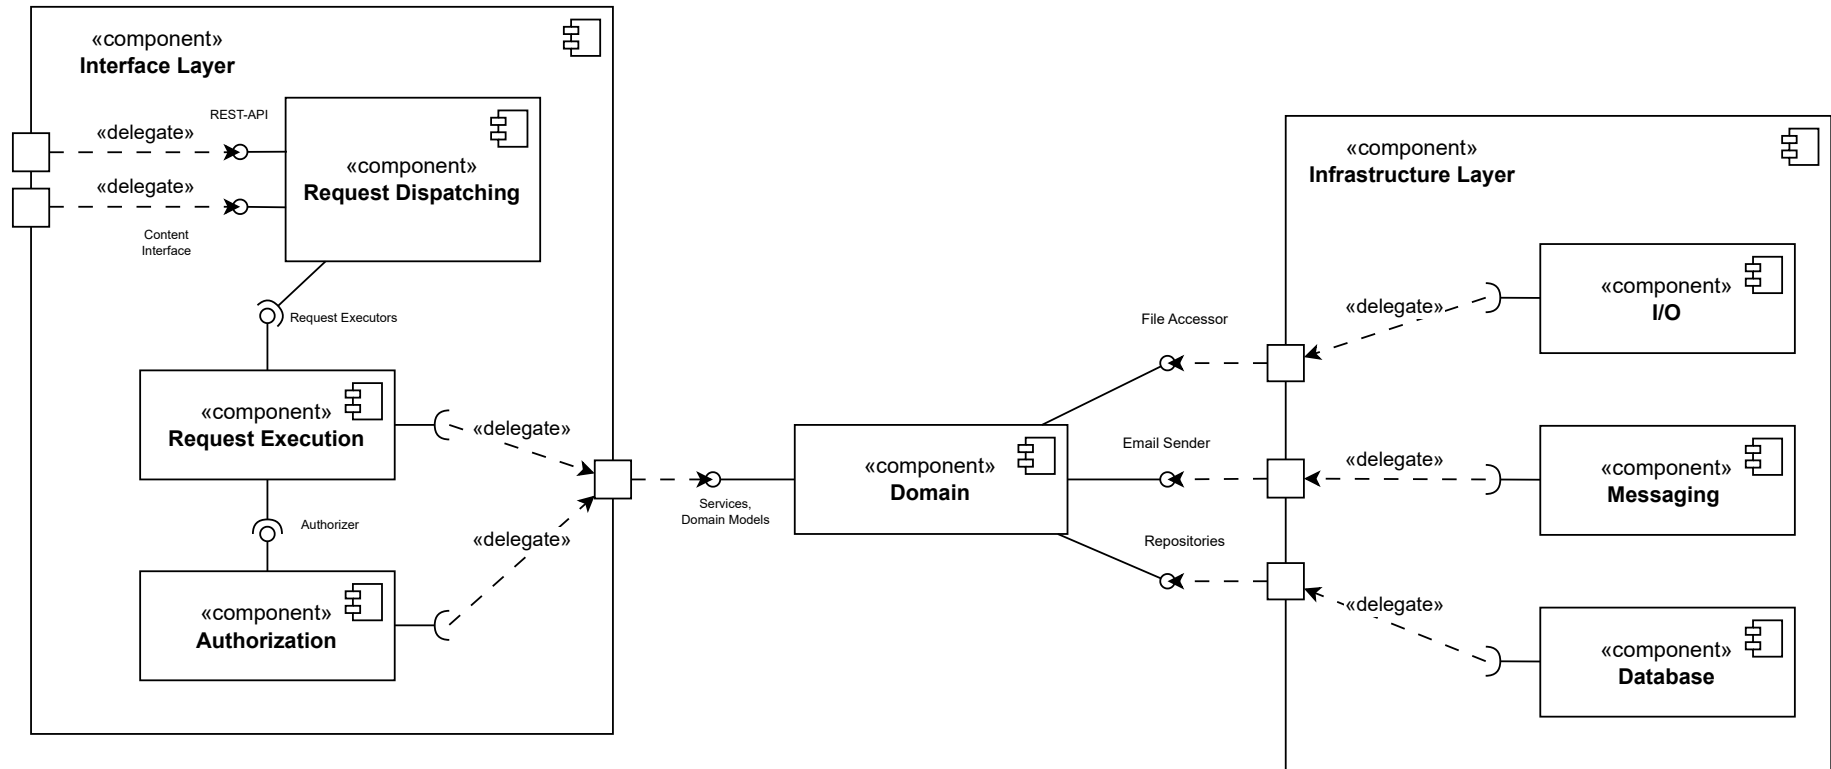 «component»
Interface Layer
REST-API
«delegate»
«delegate»
Content
Interface
«component»
Request Dispatching
Request Executors
«component»
Request Execution
«delegate»
Authorizer
«delegate»
«component»
Authorization
Services,
Domain Models
«component»
Domain
File Accessor
Email Sender
Repositories
«component»
Infrastructure Layer
«delegate»
«component»
I/O
«delegate»
«component»
Messaging
«delegate»
«component»
Database